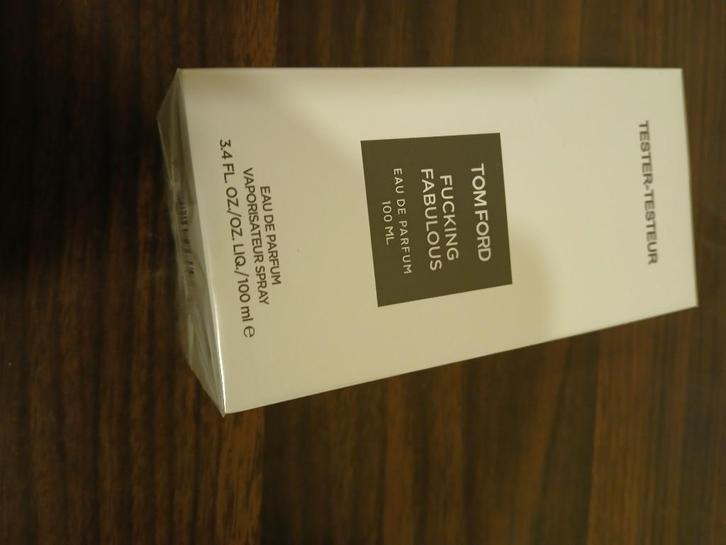 TESTER-TESTEUR
TOM FORD
FUCKING
FABULOUS
EAU DE PARFUM
100 ML
EAU DE PARFUM
VAPORISATEUR SPRAY
3.4 FL. OZ./OZ. LIQ./100 ml ℮